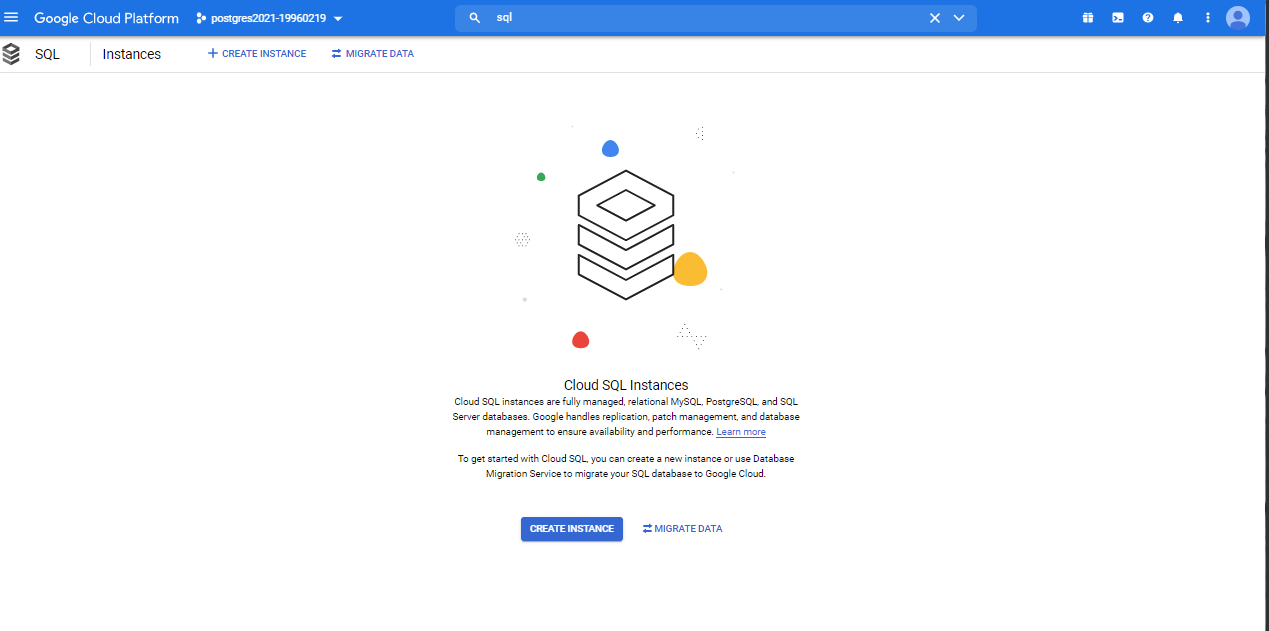 Google Cloud Platform postgres2021-19960219 sql
SQL Instances CREATE INSTANCE MIGRATE DATA
Cloud SQL Instances
Cloud SQL instances are fully managed, relational MySQL, PostgreSQL, and SQL
Server databases. Google handles replication, patch management, and database
management to ensure availability and performance. Learn more
To get started with Cloud SQL, you can create a new instance or use Database
Migration Service to migrate your SQL database to Google Cloud.
CREATE INSTANCE MIGRATE DATA